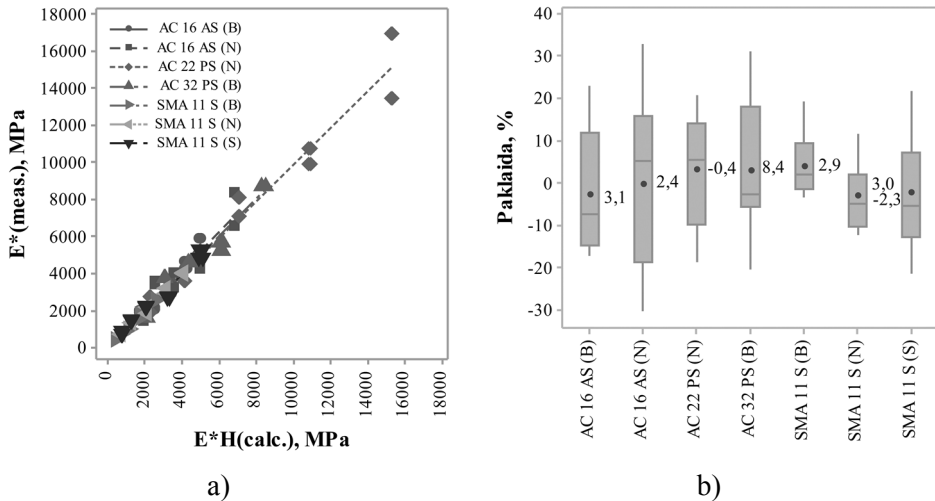 18000
16000
14000
12000
10000
8000
6000
4000
2000
0
E*(meas.), MPa
AC 16 AS (B)
AC 16 AS (N)
AC 22 PS (N)
AC 32 PS (B)
SMA 11 S (B)
SMA 11 S (N)
SMA 11 S (S)
0 2000 4000 6000 8000 10000 12000 14000 16000 18000
E*H(calc.), MPa
a)
40
30
20
10
0
-10
-20
-30
Paklaida, %
3,1 2,4 -0,4 8,4 2,9 3,0 -2,3
AC 16 AS (B)
AC 16 AS (N)
AC 22 PS (N)
AC 32 PS (B)
SMA 11 S (B)
SMA 11 S (N)
SMA 11 S (S)
b)